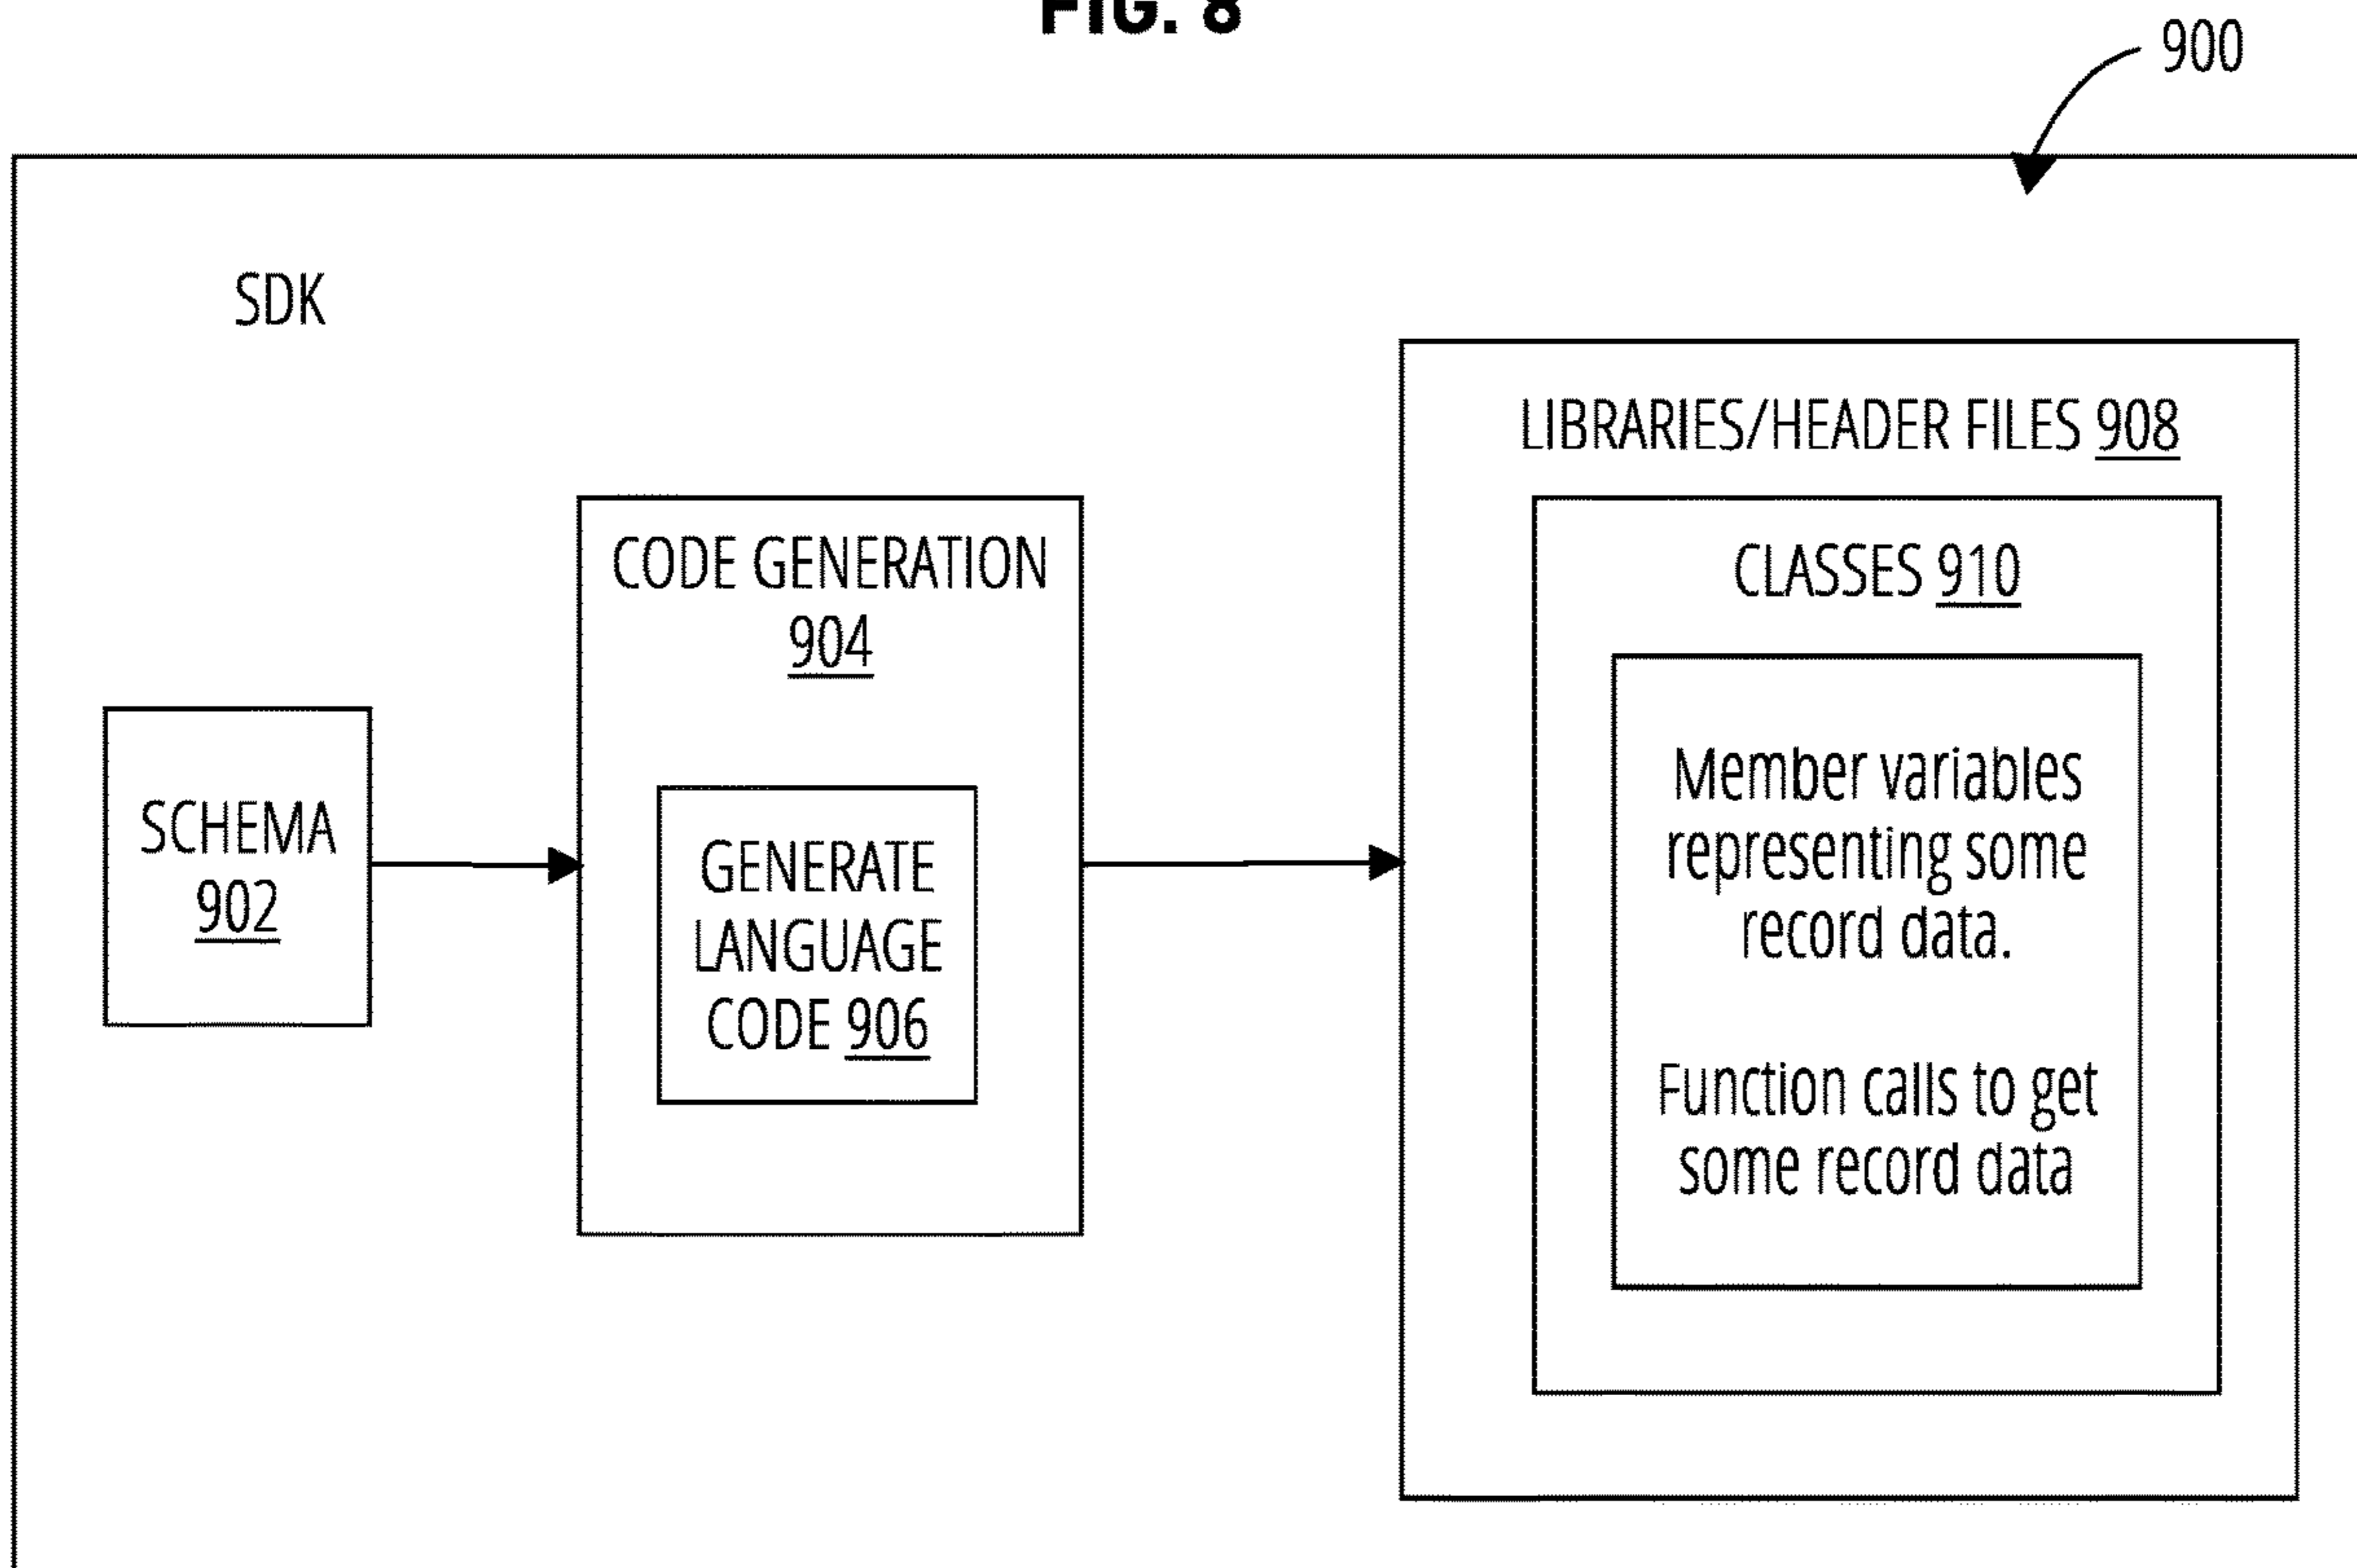 FIG. 8
900
SDK
LIBRARIES/HEADER FILES 908
CODE GENERATION
904
CLASSES 910
SCHEMA
902
GENERATE
LANGUAGE
CODE 906
Member variables
representing some
record data.
Function calls to get
some record data